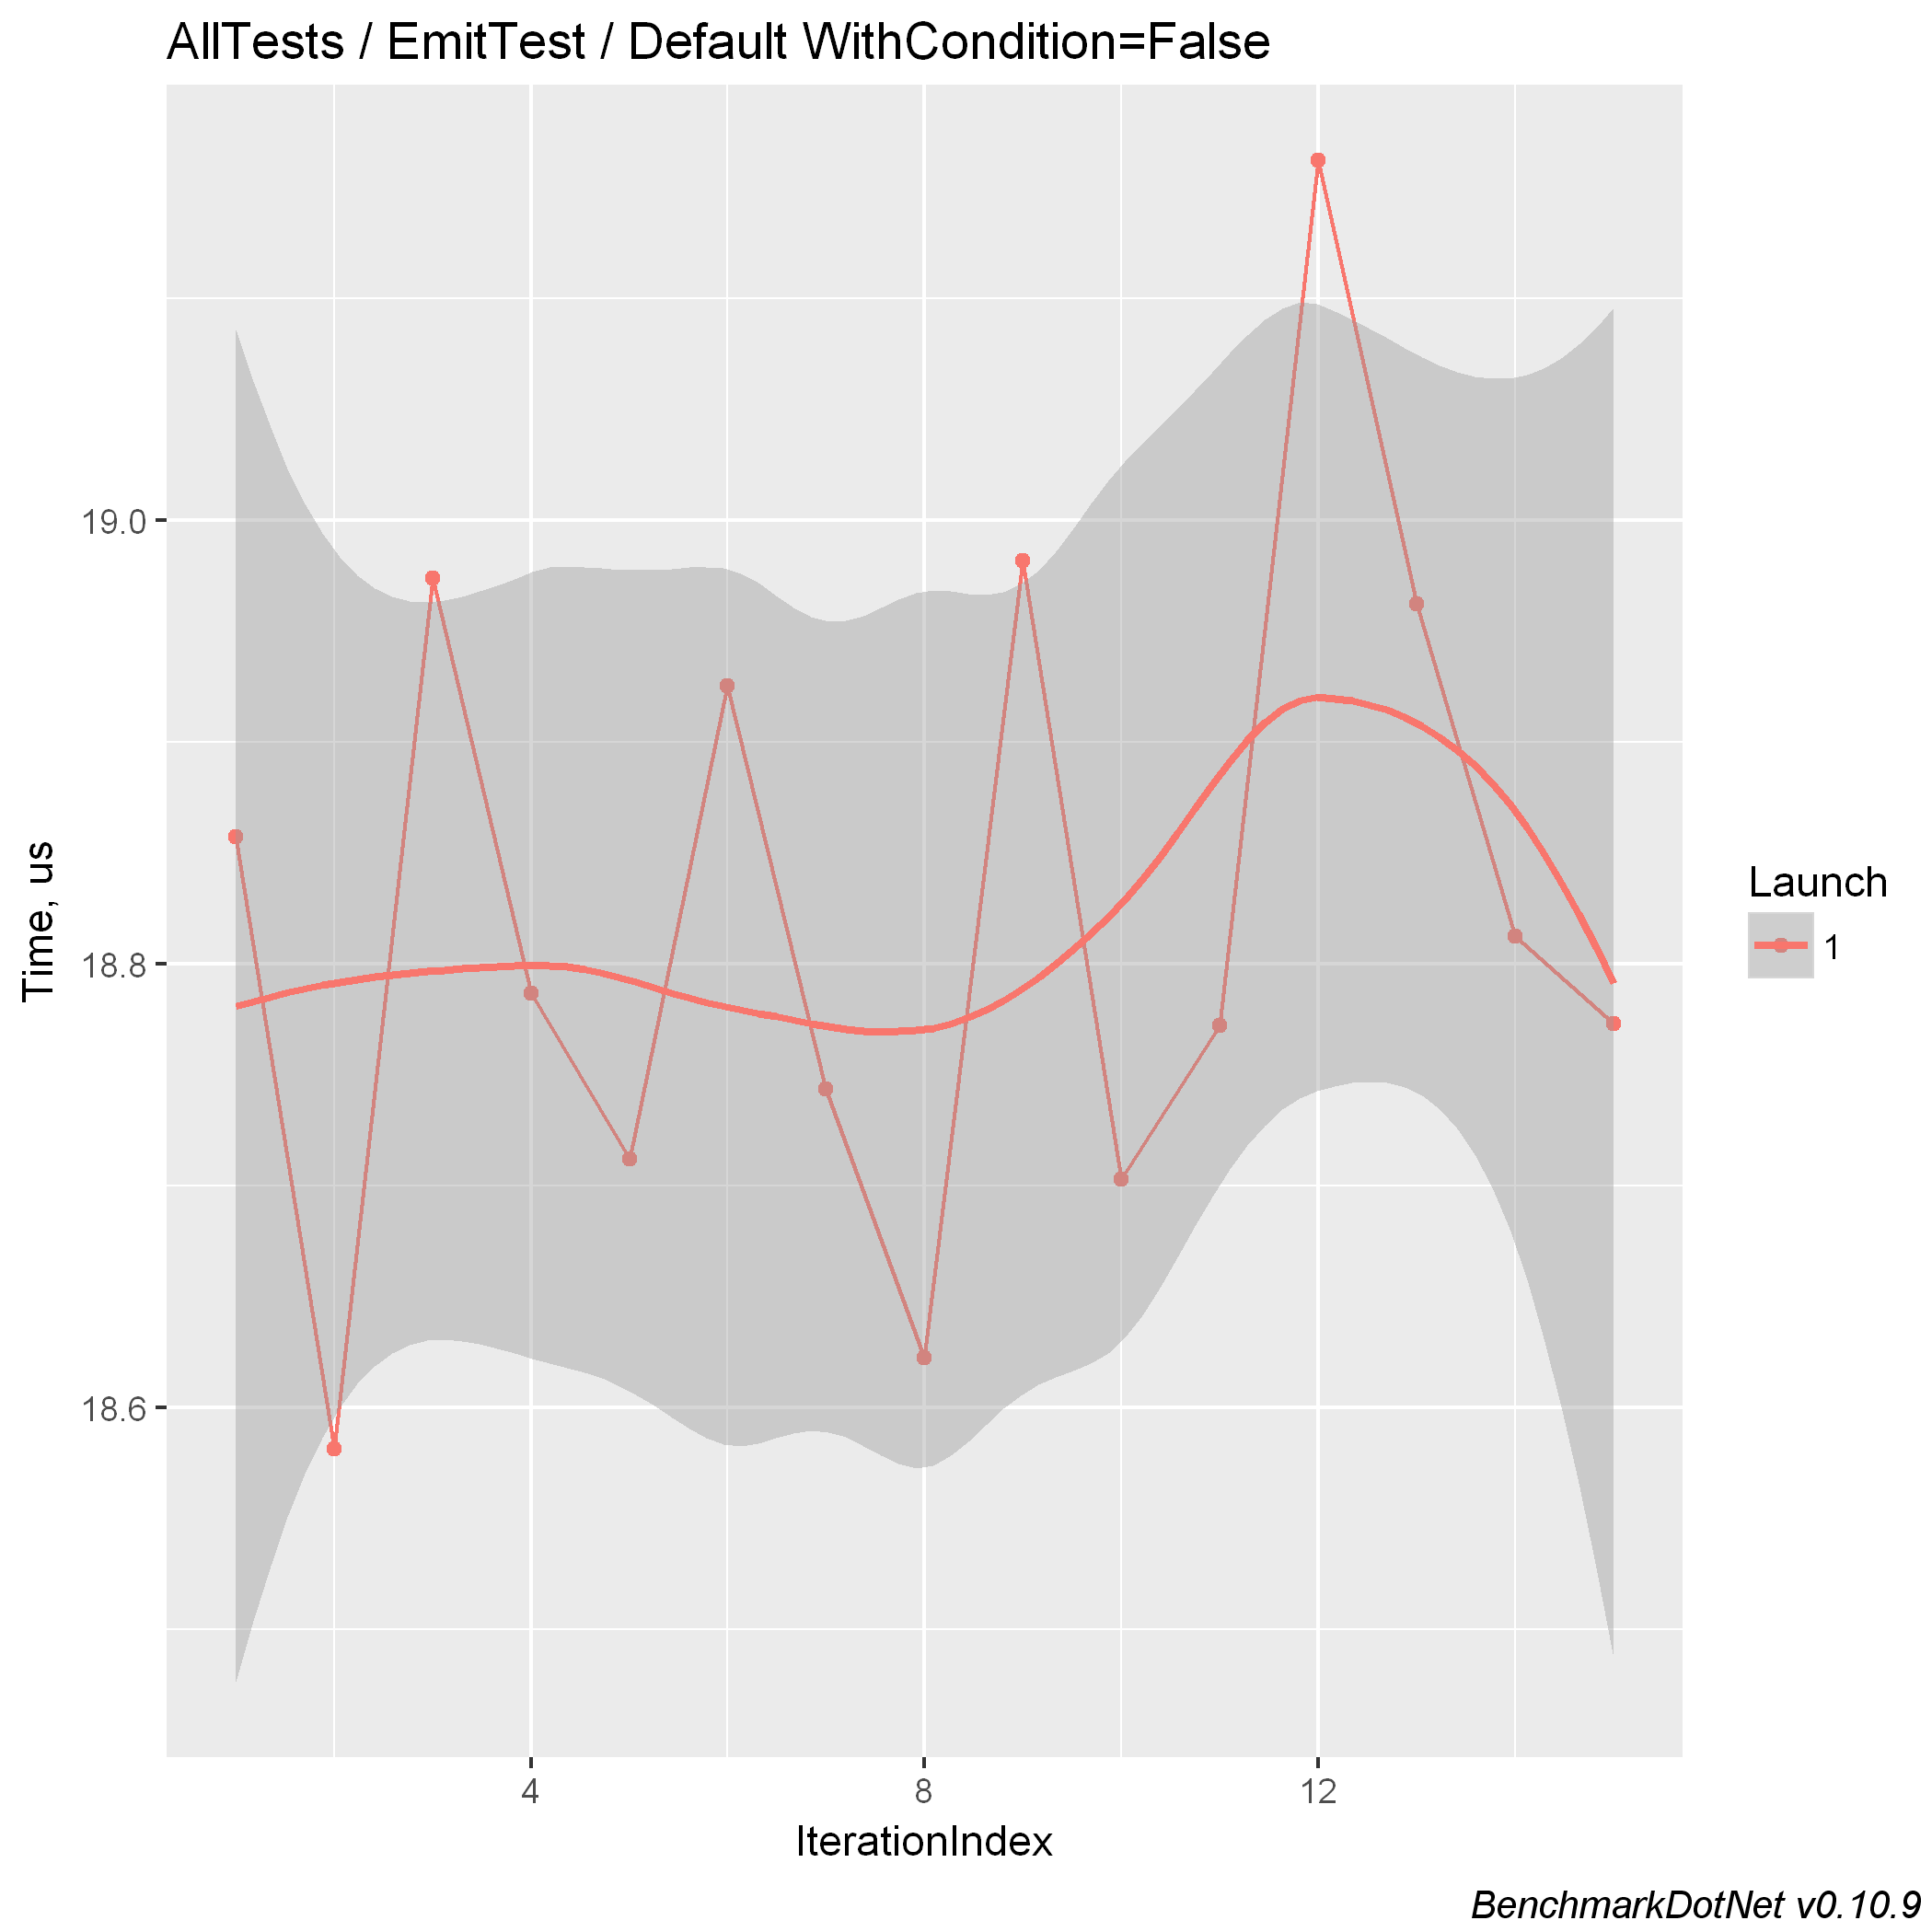 AllTests / EmitTest / Default WithCondition=False
Time, us
19.0
18.8
18.6
4
8
12
IterationIndex
Launch
1
BenchmarkDotNet v0.10.9